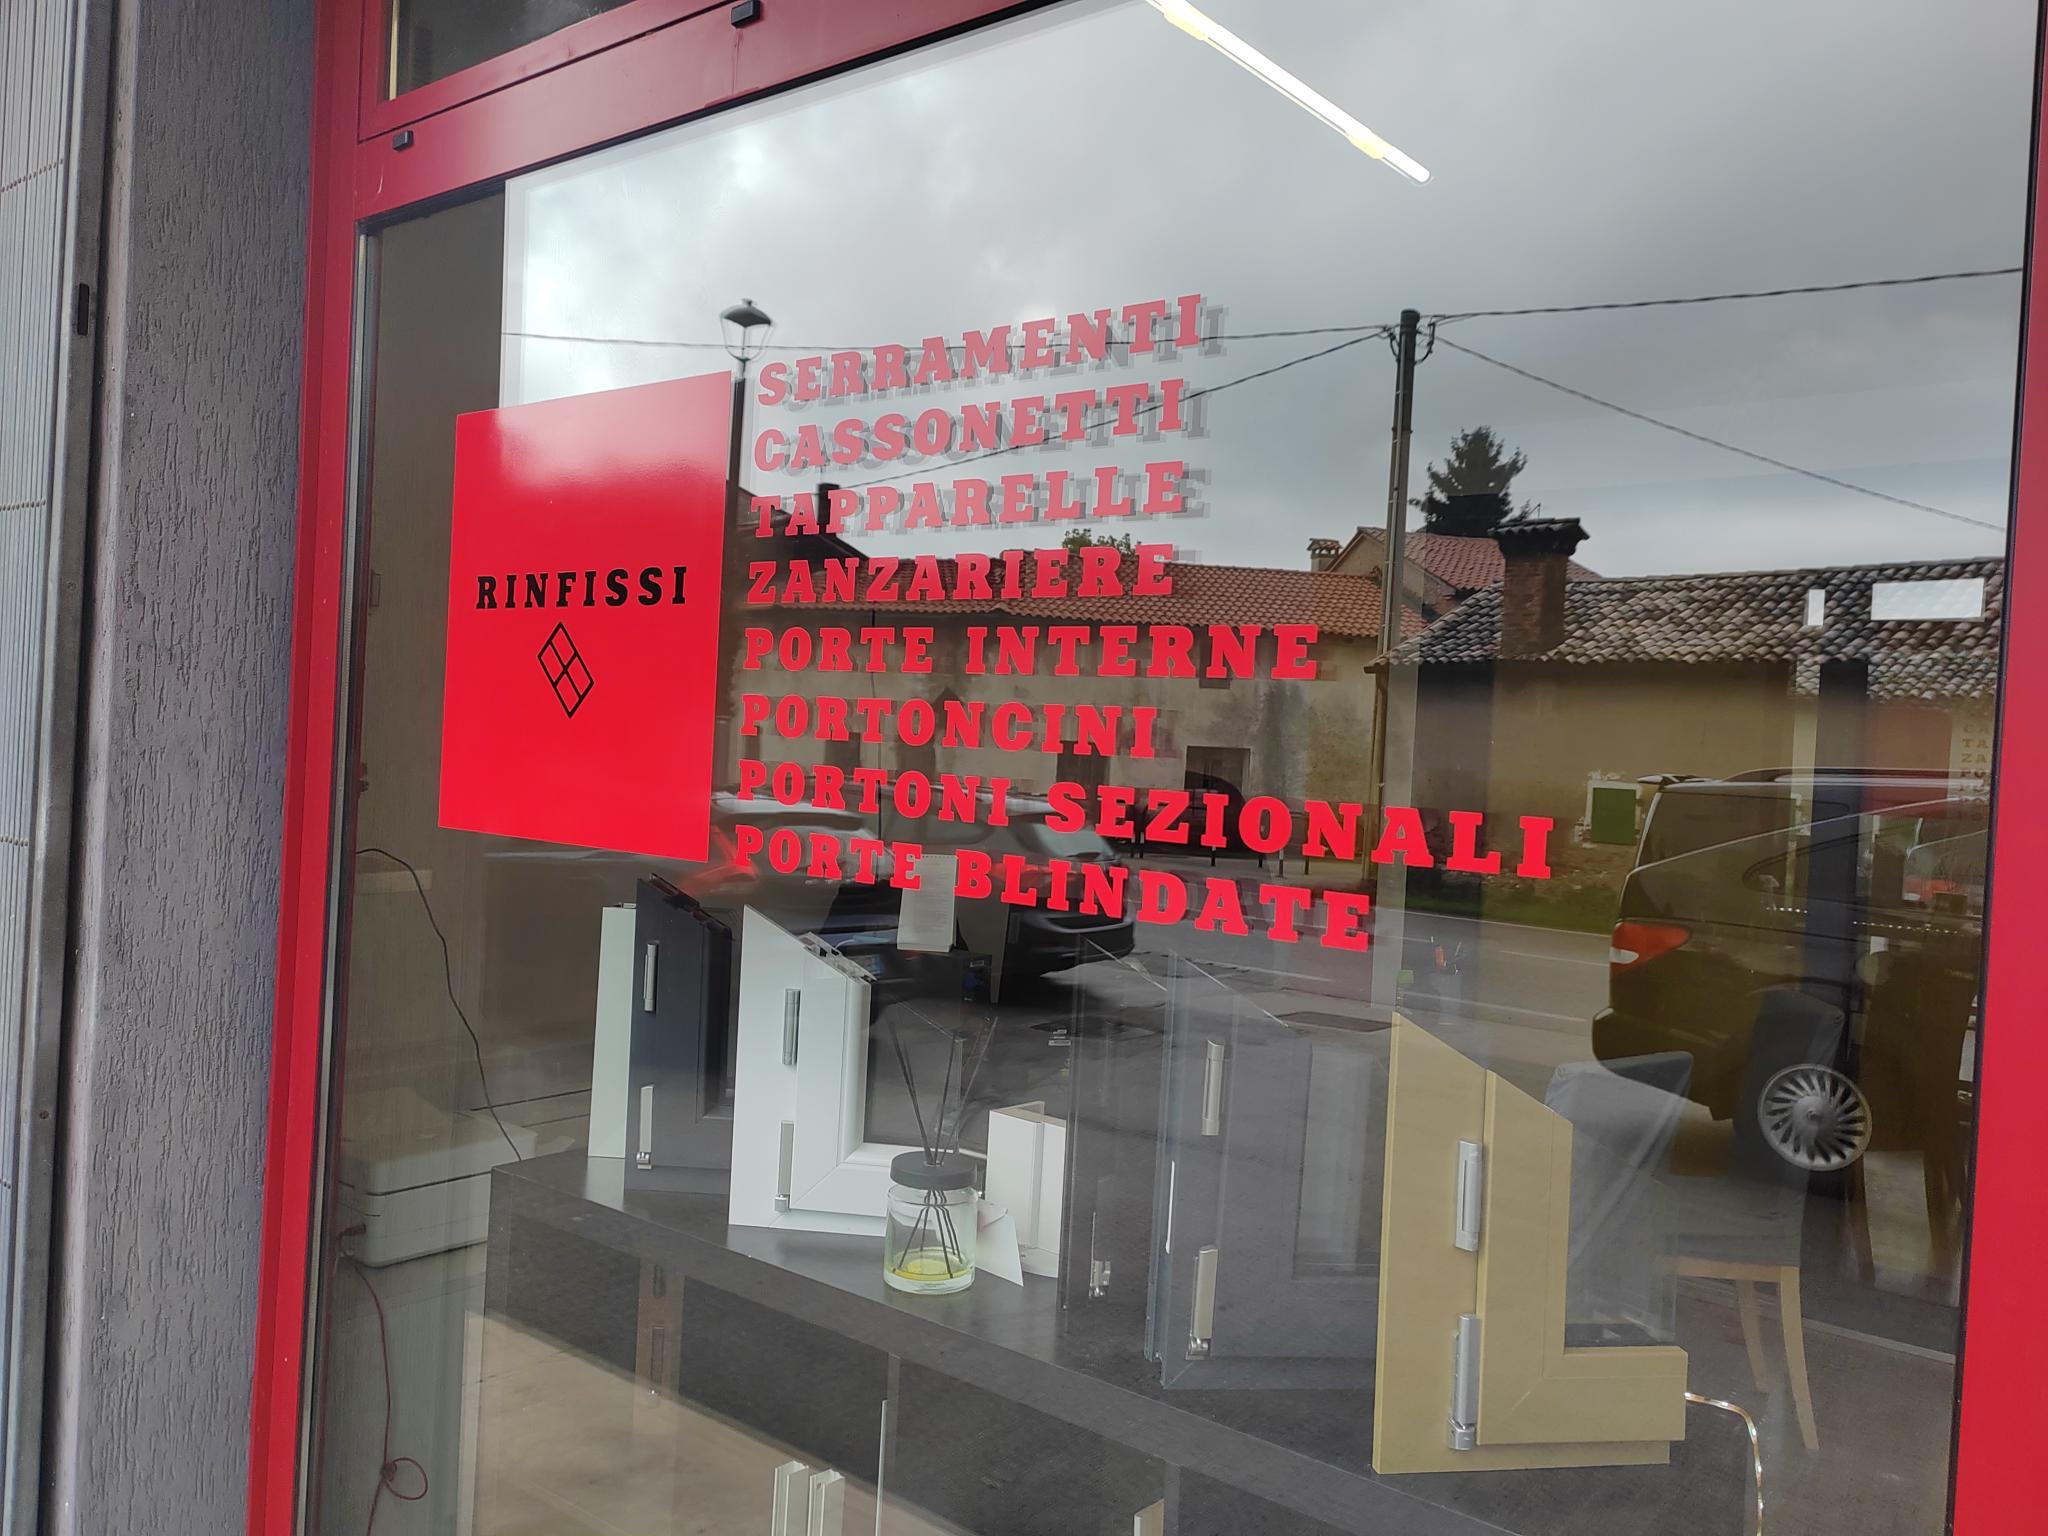 RINFISSI
SERRAMENTI
CASSONETTI
TAPPARELLE
ZANZARIERE
PORTE INTERNE
PORTONCINI
PORTONI SEZIONALI
PORTE BLINDATE